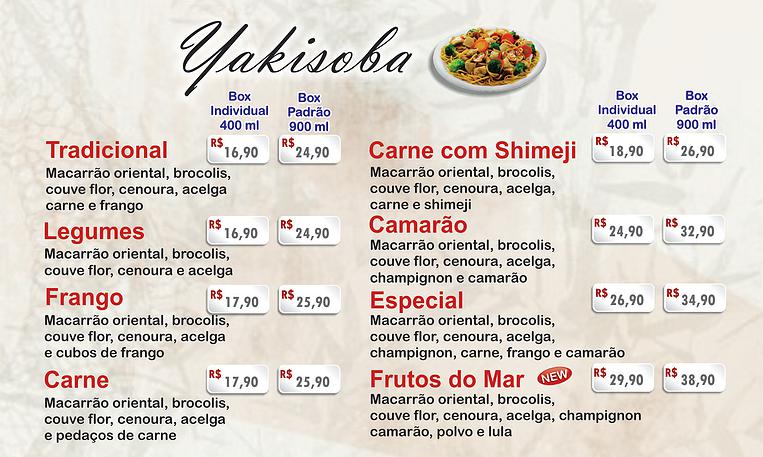 Yakisoba
Box
Individual
400 ml
Box
Padrão
900 ml
Tradicional
R$ 16,90
R$ 24,90
Macarrão oriental, brocolis,
couve flor, cenoura, acelga
carne e frango
Legumes
R$ 16,90
R$ 24,90
Macarrão oriental, brocolis,
couve flor, cenoura e acelga
Frango
R$ 17,90
R$ 25,90
Macarrão oriental, brocolis,
couve flor, cenoura, acelga
e cubos de frango
Carne
R$ 17,90
R$ 25,90
Macarrão oriental, brocolis,
couve flor, cenoura, acelga
e pedaços de carne
Box
Individual
400 ml
Box
Padrão
900 ml
Carne com Shimeji
R$ 18,90
R$ 26,90
Macarrão oriental, brocolis,
couve flor, cenoura, acelga,
carne e shimeji
Camarão
R$ 24,90
R$ 32,90
Macarrão oriental, brocolis,
couve flor, cenoura, acelga,
champignon e camarão
Especial
R$ 26,90
R$ 34,90
Macarrão oriental, brocolis,
couve flor, cenoura, acelga,
champignon, carne, frango e camarão
Frutos do Mar NEW
R$ 29,90
R$ 38,90
Macarrão oriental, brocolis,
couve flor, cenoura, acelga, champignon
camarão, polvo e lula